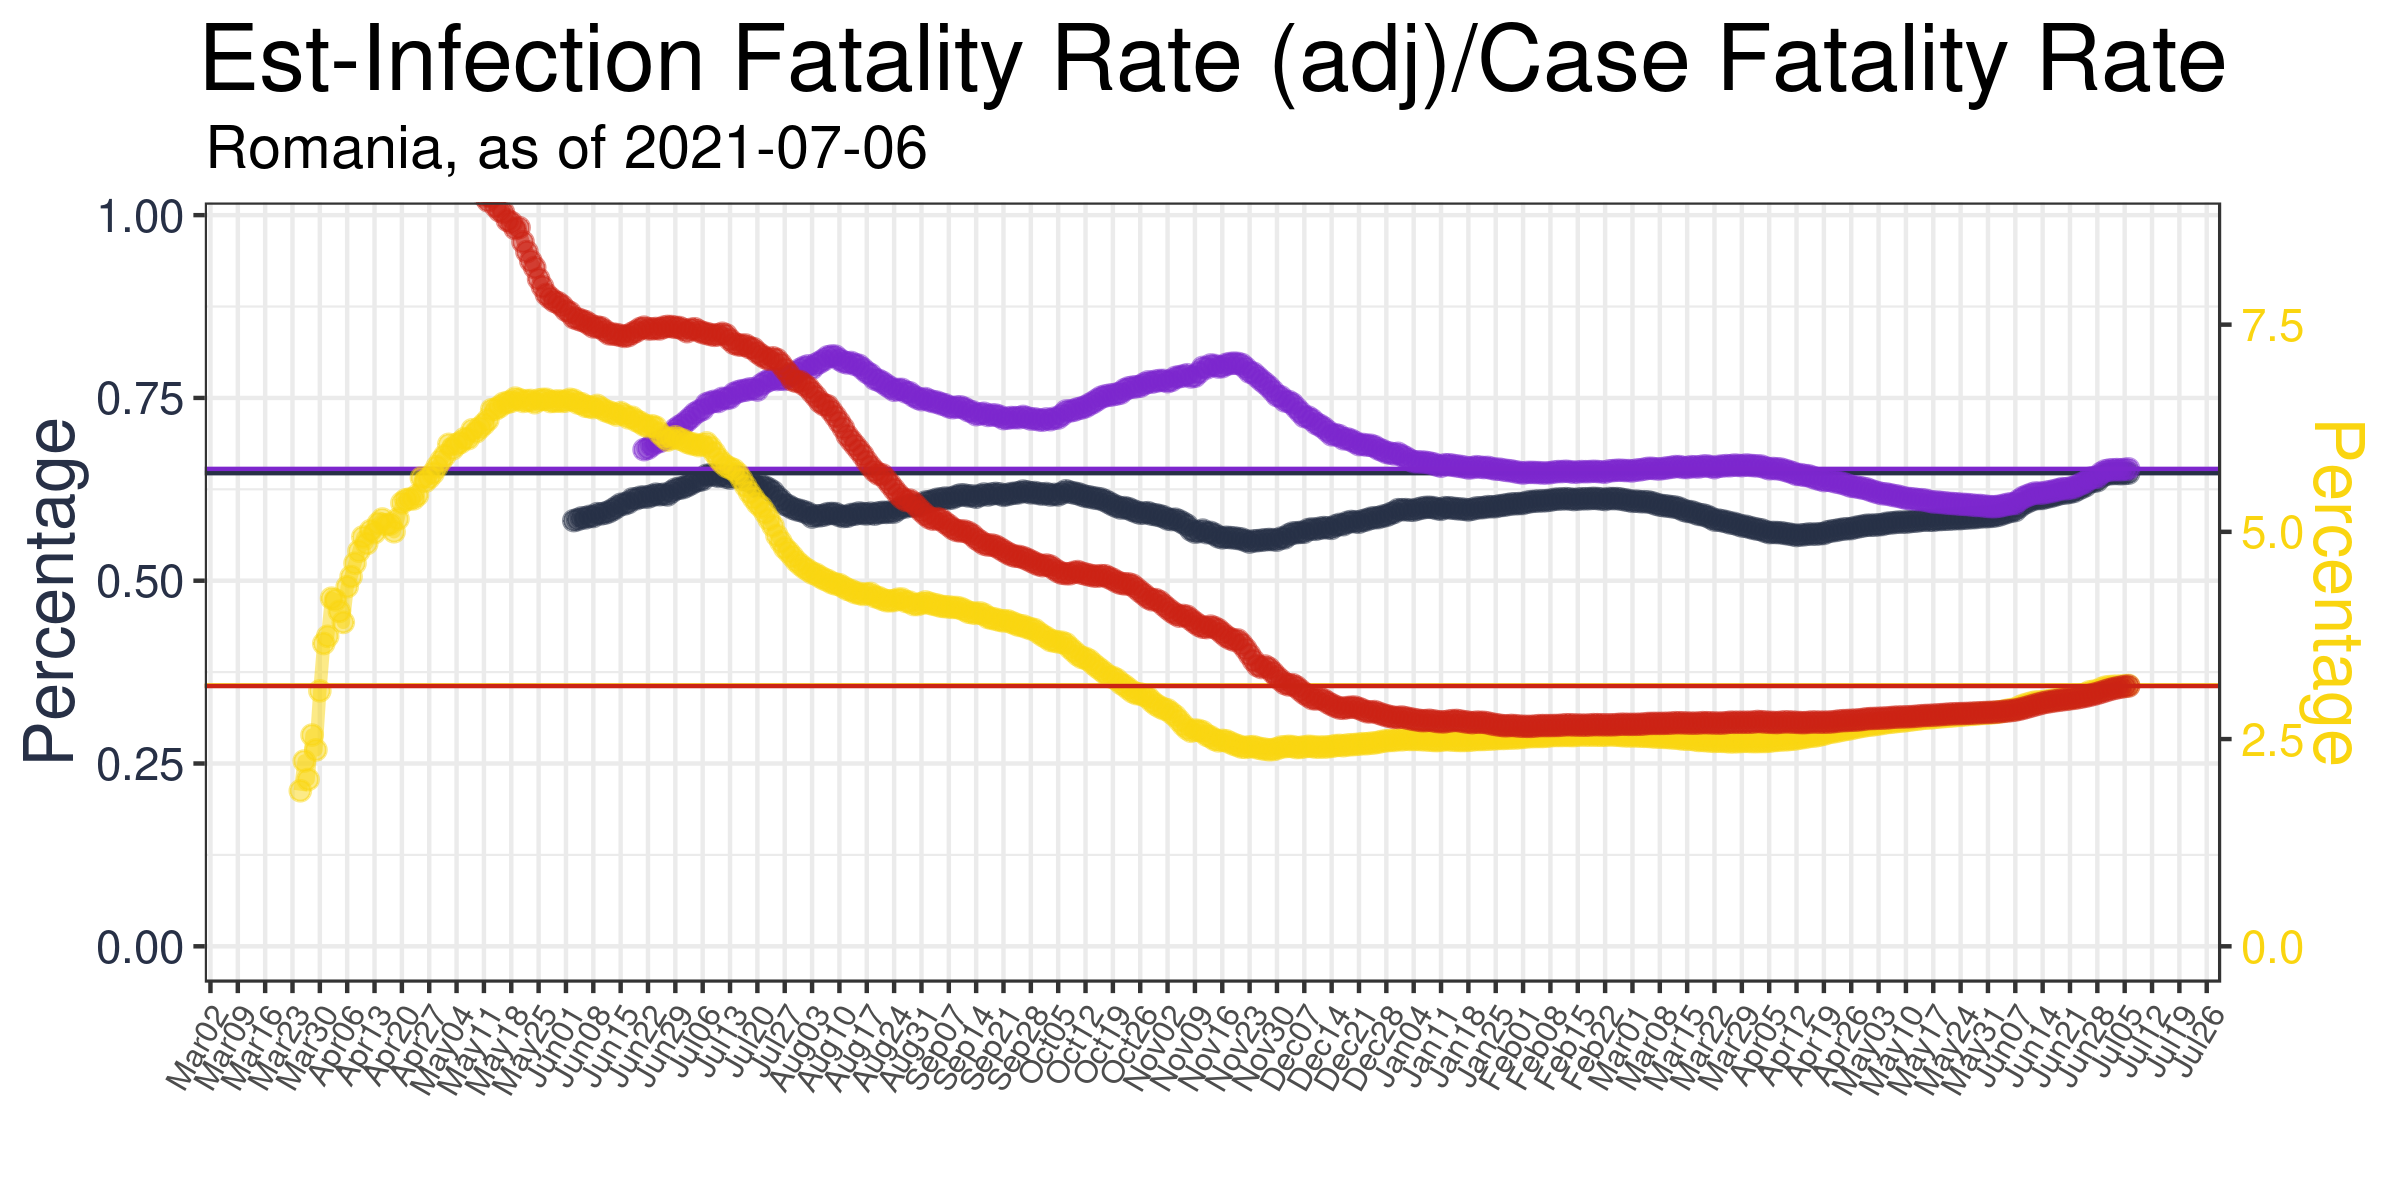 Est-Infection Fatality Rate (adj)/Case Fatality Rate
Romania, as of 2021-07-06
Percentage
1.00
0.75
0.50
0.25
0.00
7.5
5.0
2.5
0.0
Percentage
Mar02
Mar09
Mar16
Mar23
Mar30
Apr06
Apr13
Apr20
Apr27
May04
May11
May18
May25
Jun01
Jun08
Jun15
Jun22
Jun29
Jul06
Jul13
Jul20
Jul27
Aug03
Aug10
Aug17
Aug24
Aug31
Sep07
Sep14
Sep21
Sep28
Oct05
Oct12
Oct19
Oct26
Nov02
Nov09
Nov16
Nov23
Nov30
Dec07
Dec14
Dec21
Dec28
Jan04
Jan11
Jan18
Jan25
Feb01
Feb08
Feb15
Feb22
Mar01
Mar08
Mar15
Mar22
Mar29
Apr05
Apr12
Apr19
Apr26
May03
May10
May17
May24
May31
Jun07
Jun14
Jun21
Jun28
Jul05
Jul12
Jul19
Jul26